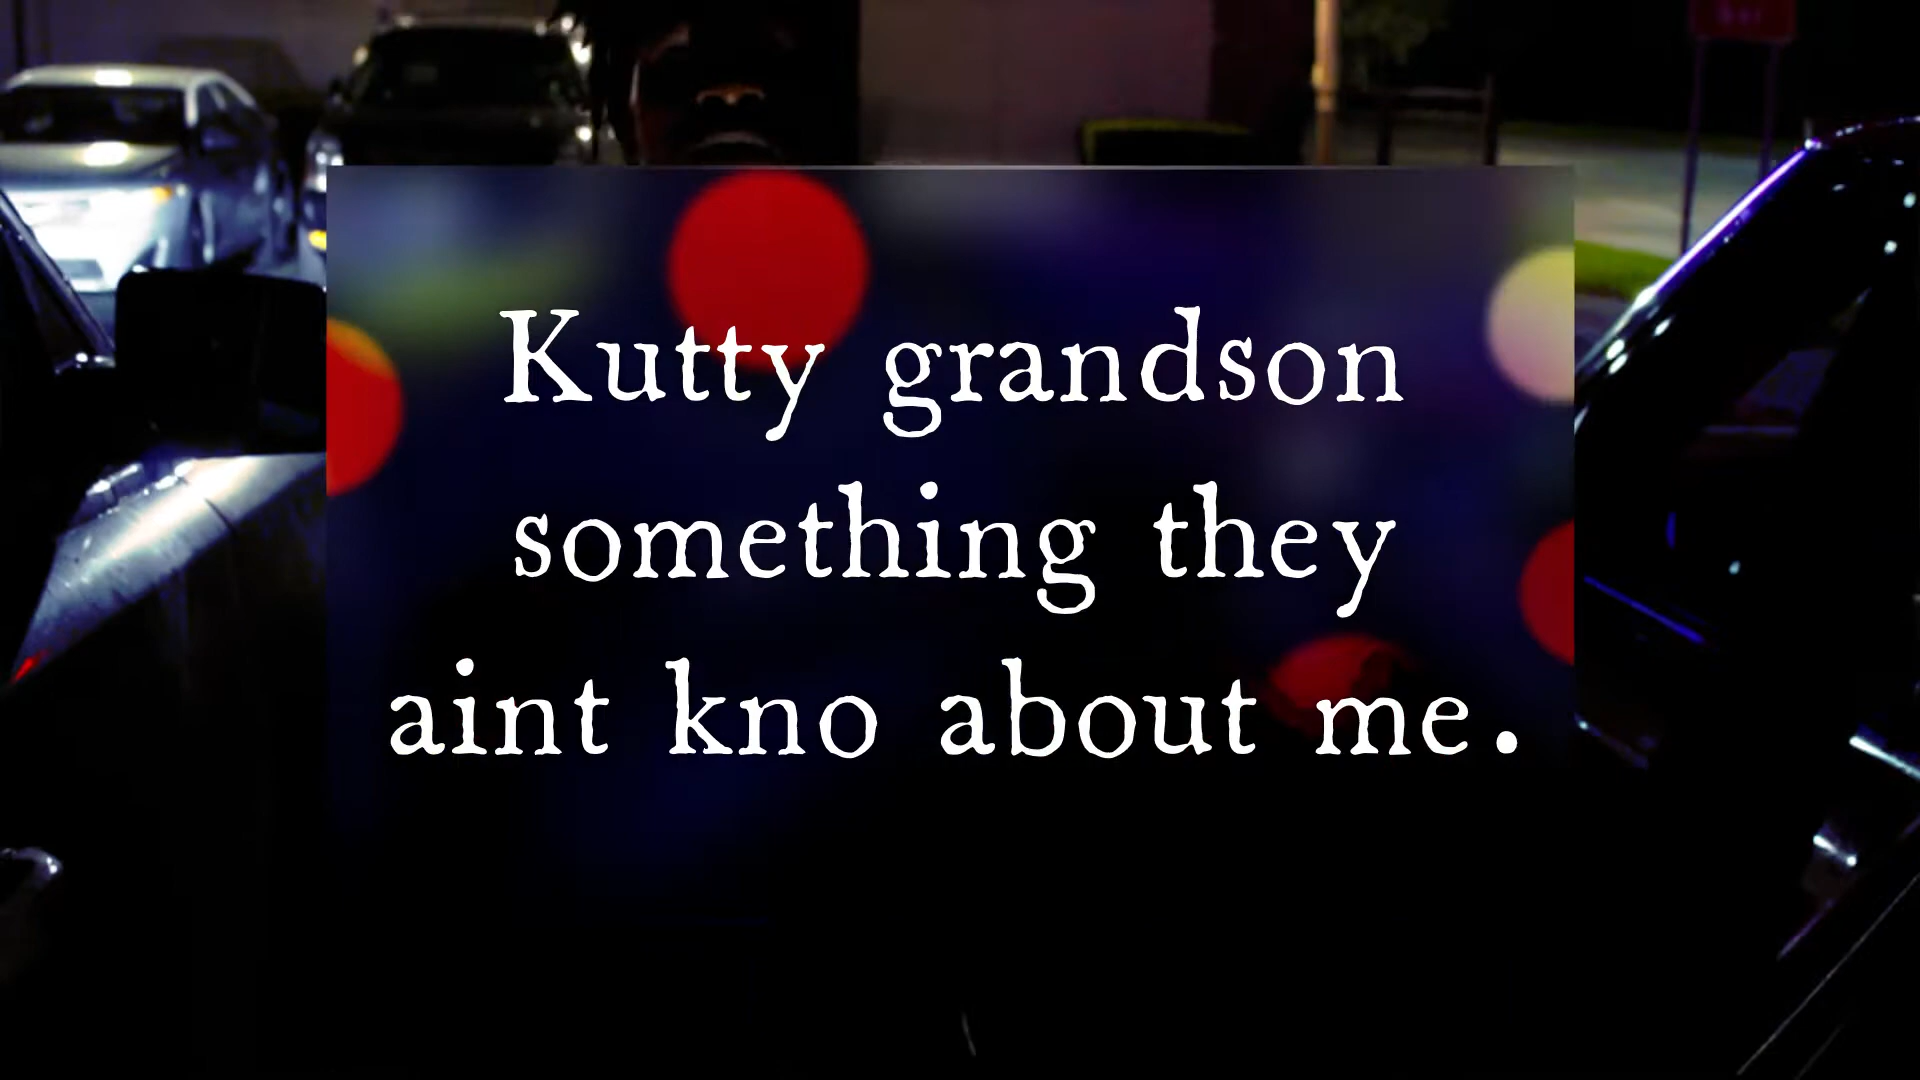 Kutty grandson
something they
aint kno about me.